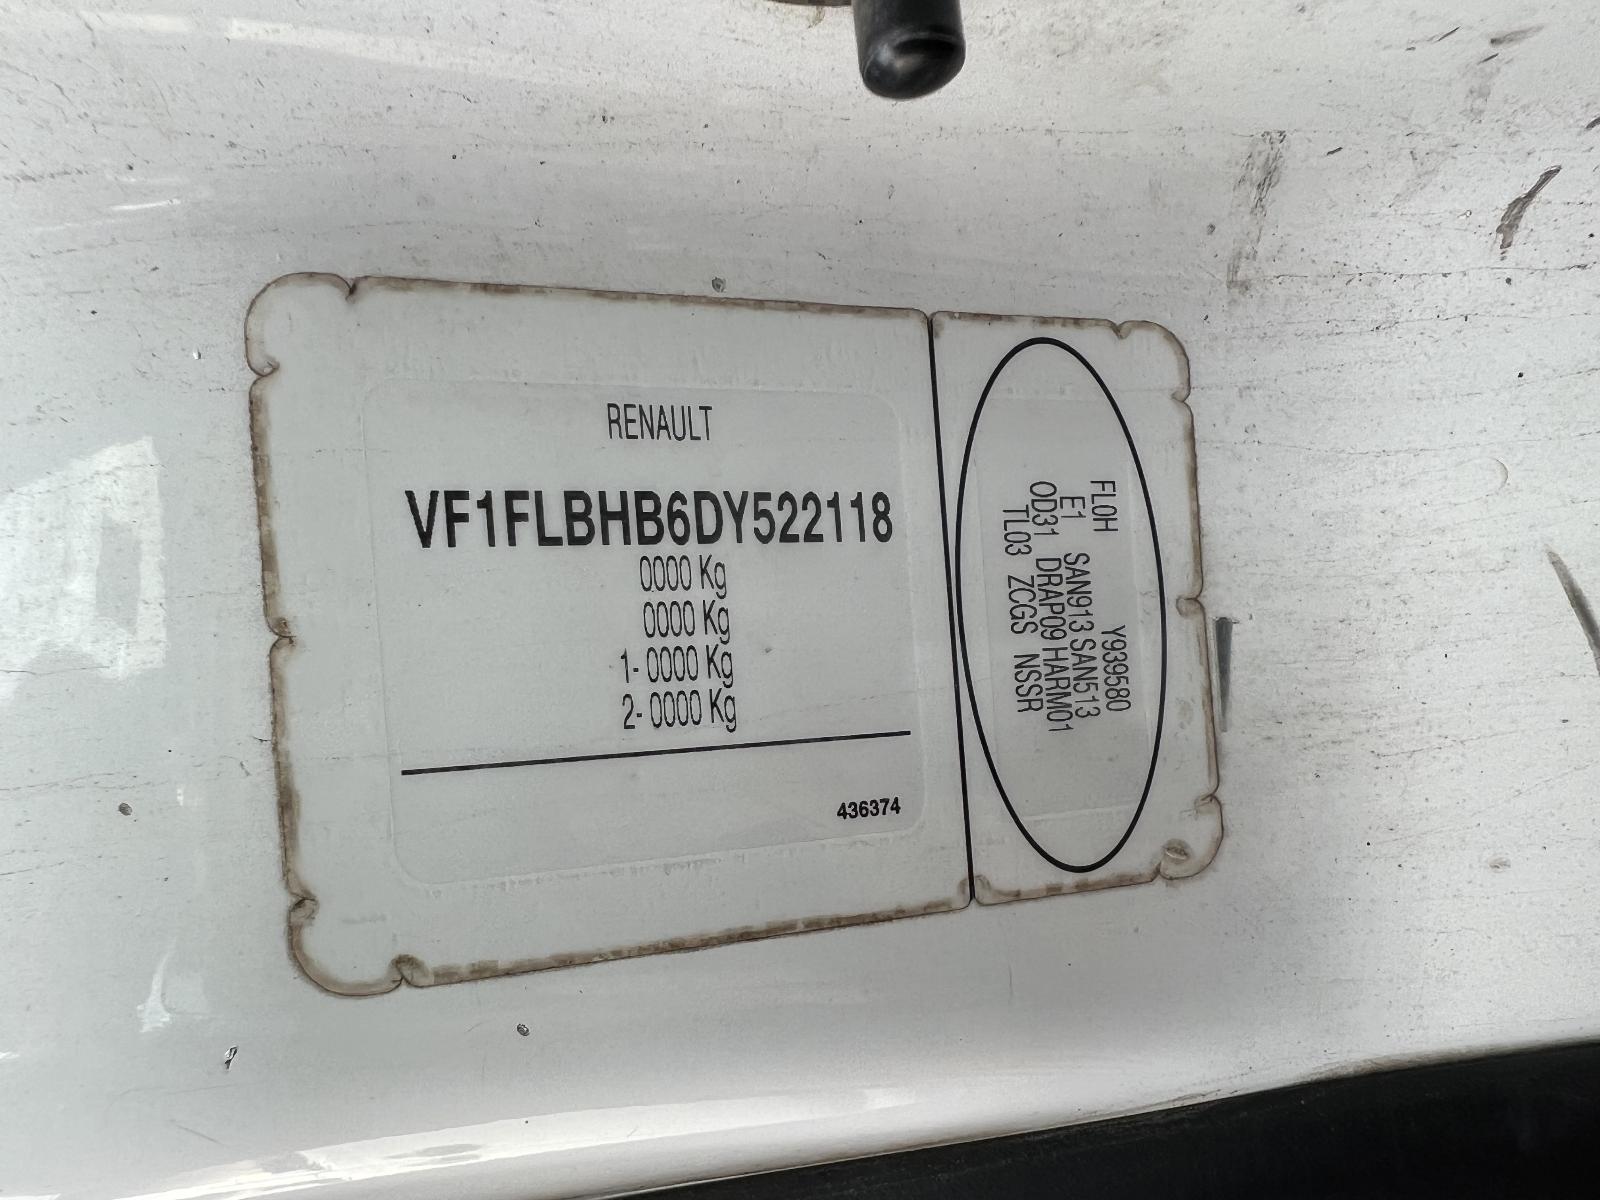 RENAULT
VF1FLBHB6DY522118
0000 Kg
0000 Kg
1- 0000 Kg
2- 0000 Kg
436374
FL0H Y939580
E1 SAN913 SAN513
OD31 DRAP09 HARM01
TL03 ZCGS NSSR